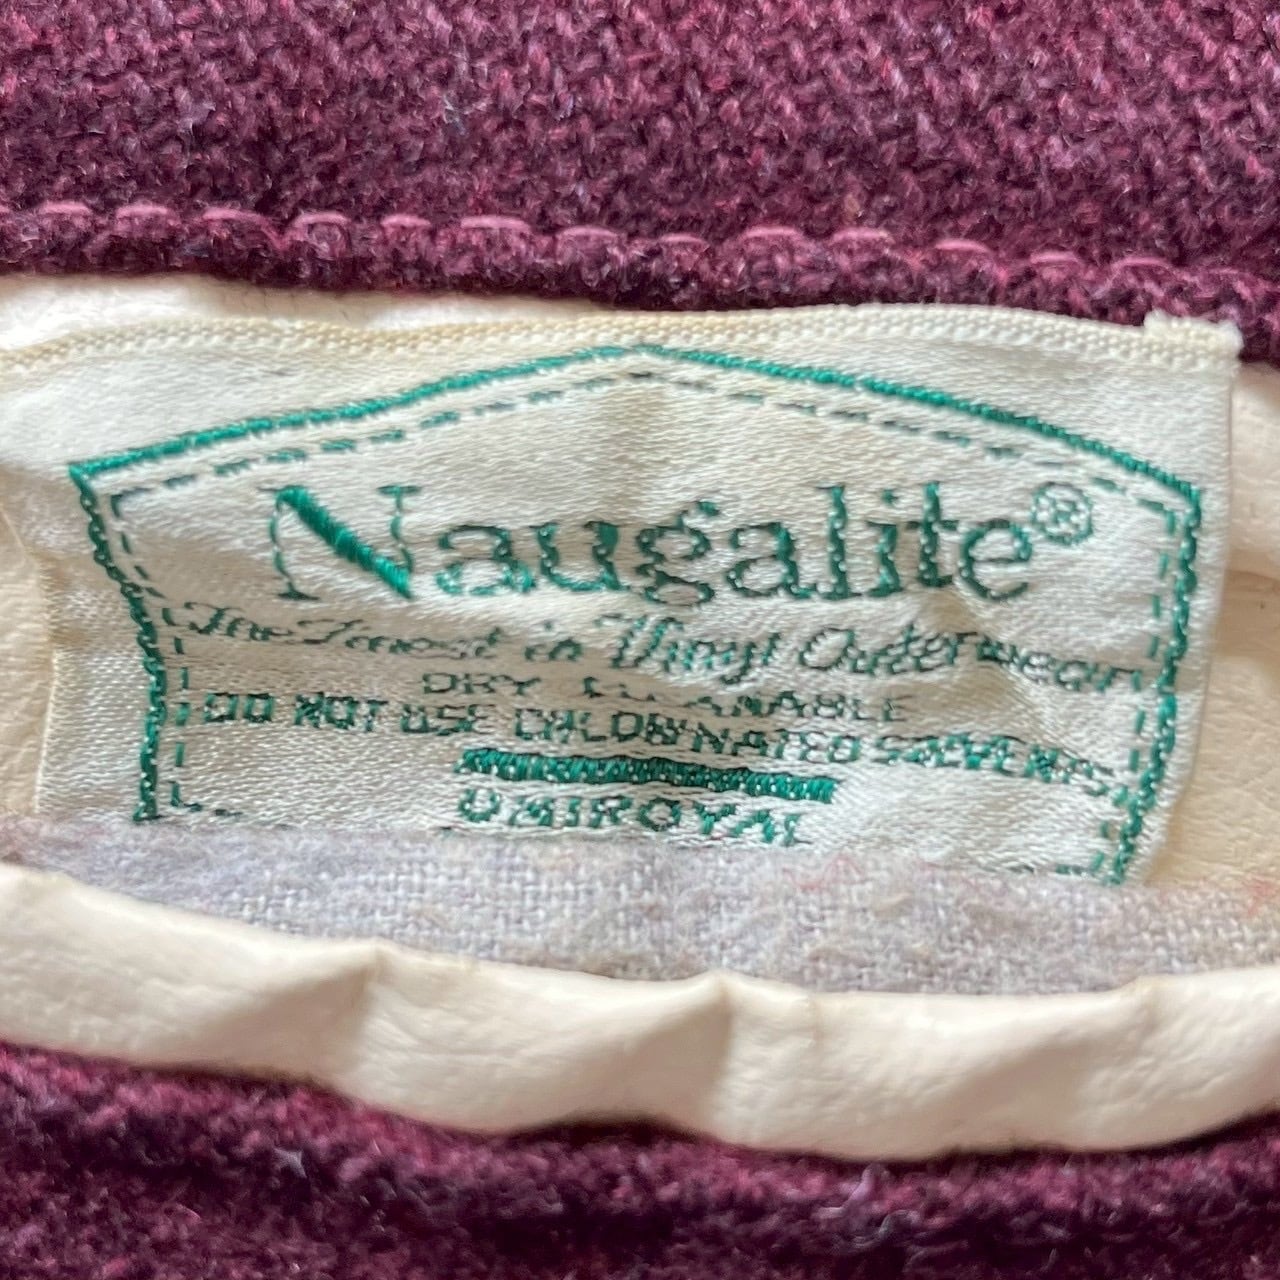 Naugalite®
The Finest in Vinyl Outerwear
DRY CLEANABLE
DO NOT USE CHLORINATED SOLVENTS
UNIROYAL